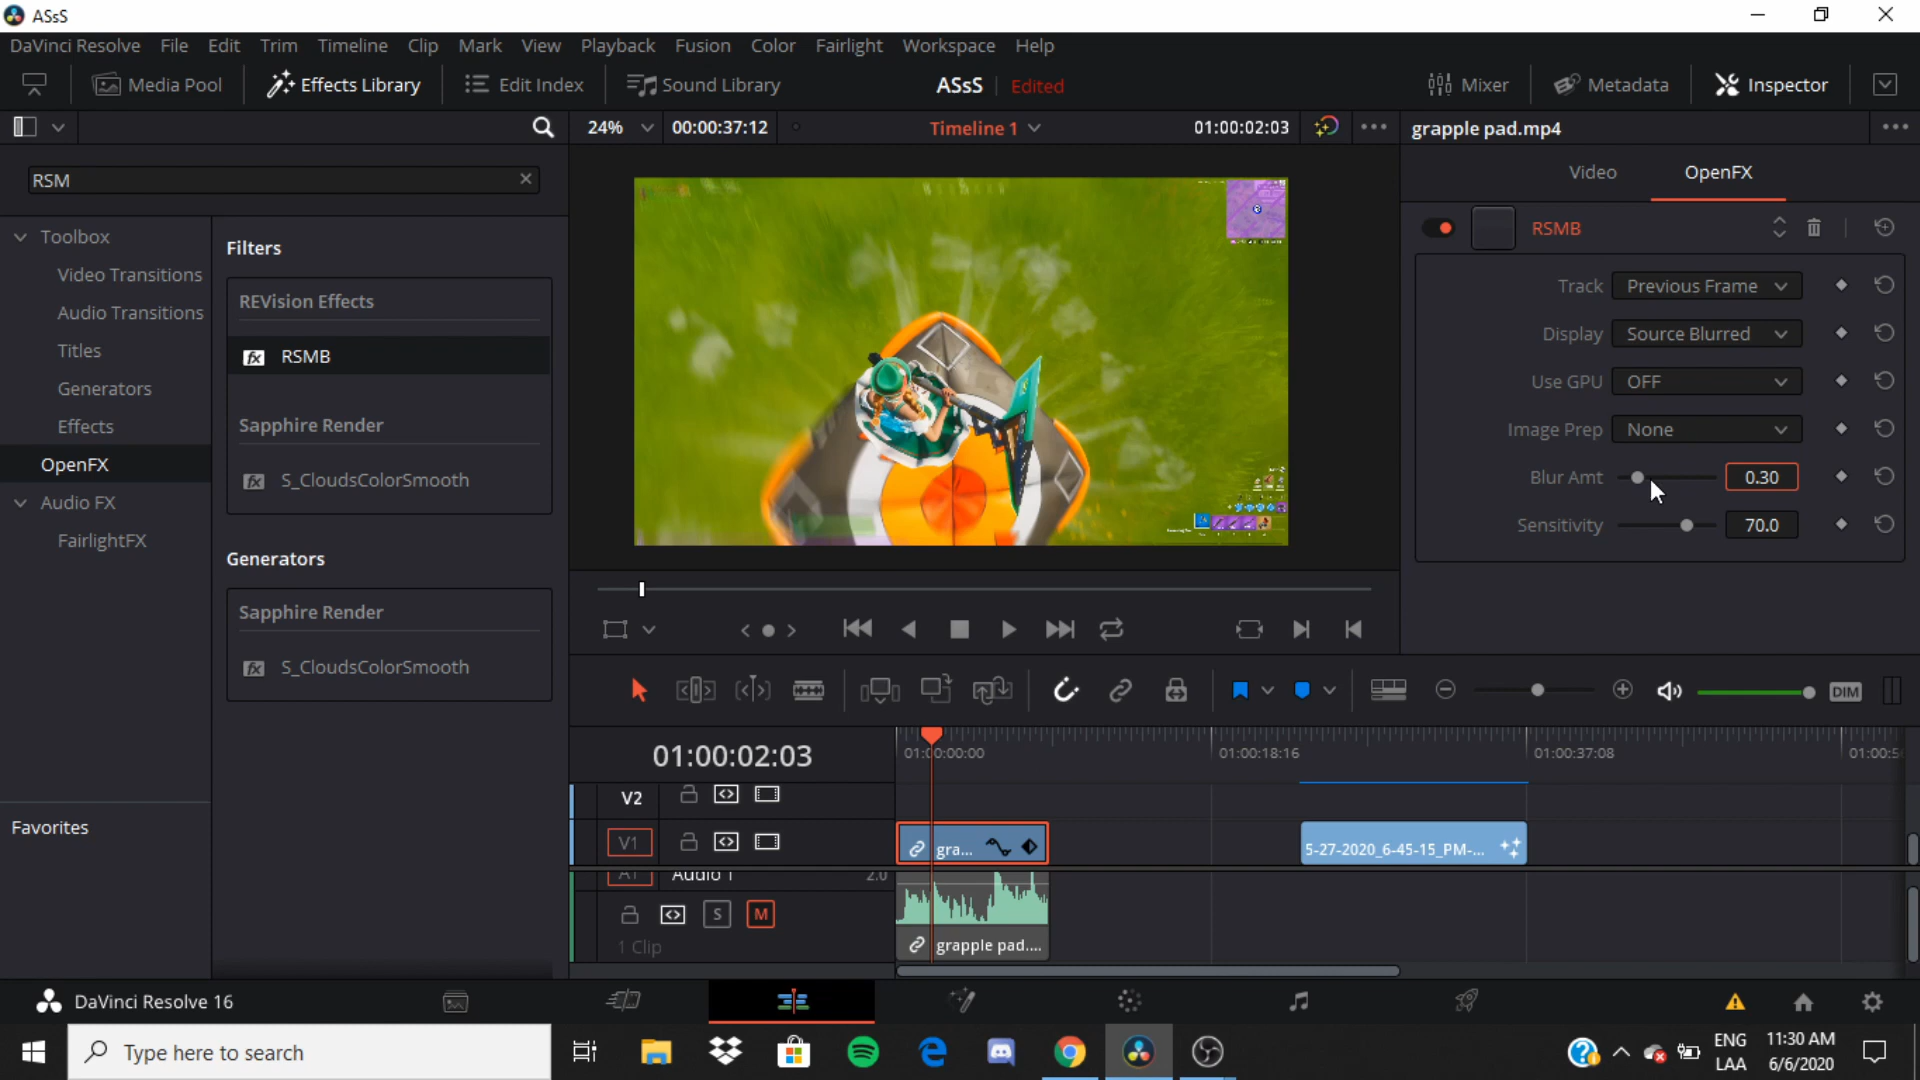 ASsS
DaVinci Resolve File Edit Trim Timeline Clip Mark View Playback Fusion Color Fairlight Workspace Help
Media Pool Effects Library Edit Index Sound Library ASsS Edited Mixer Metadata Inspector
24% 00:00:37:12 Timeline 1 01:00:02:03 grapple pad.mp4
RSM
Video OpenFX
Toolbox
Video Transitions
Audio Transitions
Titles
Generators
Effects
OpenFX
Audio FX
FairlightFX
Favorites
Filters
REVision Effects
fx RSMB
Sapphire Render
fx S_CloudsColorSmooth
Generators
Sapphire Render
fx S_CloudsColorSmooth
RSMB
Track Previous Frame
Display Source Blurred
Use GPU OFF
Image Prep None
Blur Amt 0.30
Sensitivity 70.0
DIM
01:00:02:03
01:00:00:00 01:00:18:16 01:00:37:08
V2
V1
gra...
5-27-2020_6-45-15_PM-...
A1 Audio 1 2.0
S M
1 Clip
grapple pad....
DaVinci Resolve 16
Type here to search
ENG
LAA
11:30 AM
6/6/2020